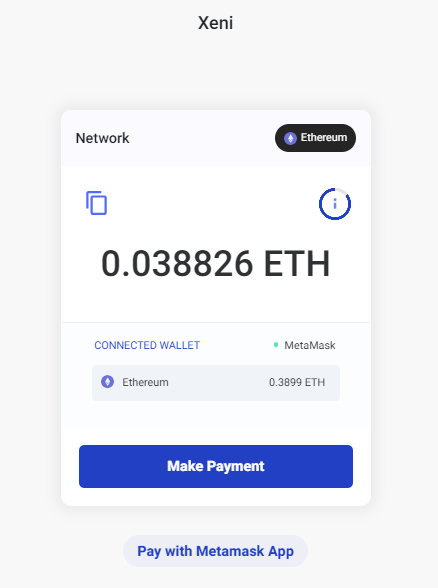 Xeni
Network
Ethereum
0.038826 ETH
CONNECTED WALLET
MetaMask
Ethereum
0.3899 ETH
Make Payment
Pay with Metamask App